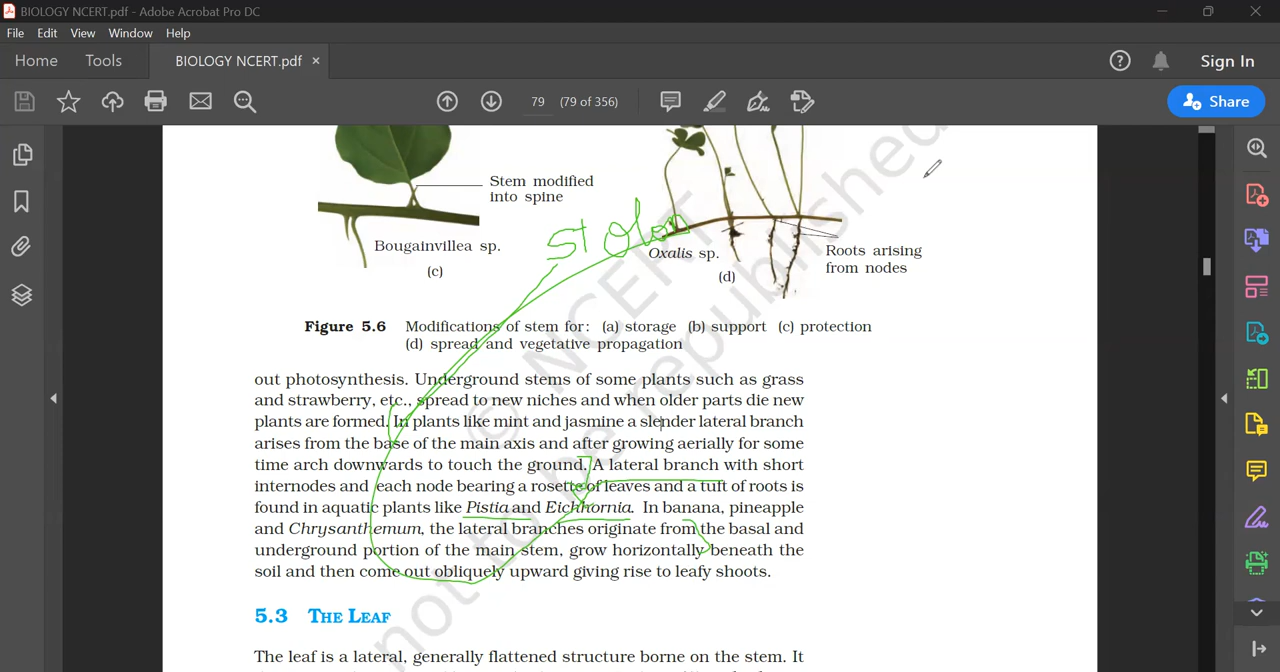 BIOLOGY NCERT.pdf - Adobe Acrobat Pro DC
File Edit View Window Help
Home Tools BIOLOGY NCERT.pdf × Sign In
79 (79 of 356) Share
Stem modified
into spine
stolon
Bougainvillea sp.
(c)
Oxalis sp.
(d)
Roots arising
from nodes
Figure 5.6 Modifications of stem for: (a) storage (b) support (c) protection
(d) spread and vegetative propagation
out photosynthesis. Underground stems of some plants such as grass
and strawberry, etc., spread to new niches and when older parts die new
plants are formed. In plants like mint and jasmine a slender lateral branch
arises from the base of the main axis and after growing aerially for some
time arch downwards to touch the ground. A lateral branch with short
internodes and each node bearing a rosette of leaves and a tuft of roots is
found in aquatic plants like Pistia and Eichhornia. In banana, pineapple
and Chrysanthemum, the lateral branches originate from the basal and
underground portion of the main stem, grow horizontally beneath the
soil and then come out obliquely upward giving rise to leafy shoots.
5.3 THE LEAF
The leaf is a lateral, generally flattened structure borne on the stem. It
© NCERT
not to be republished